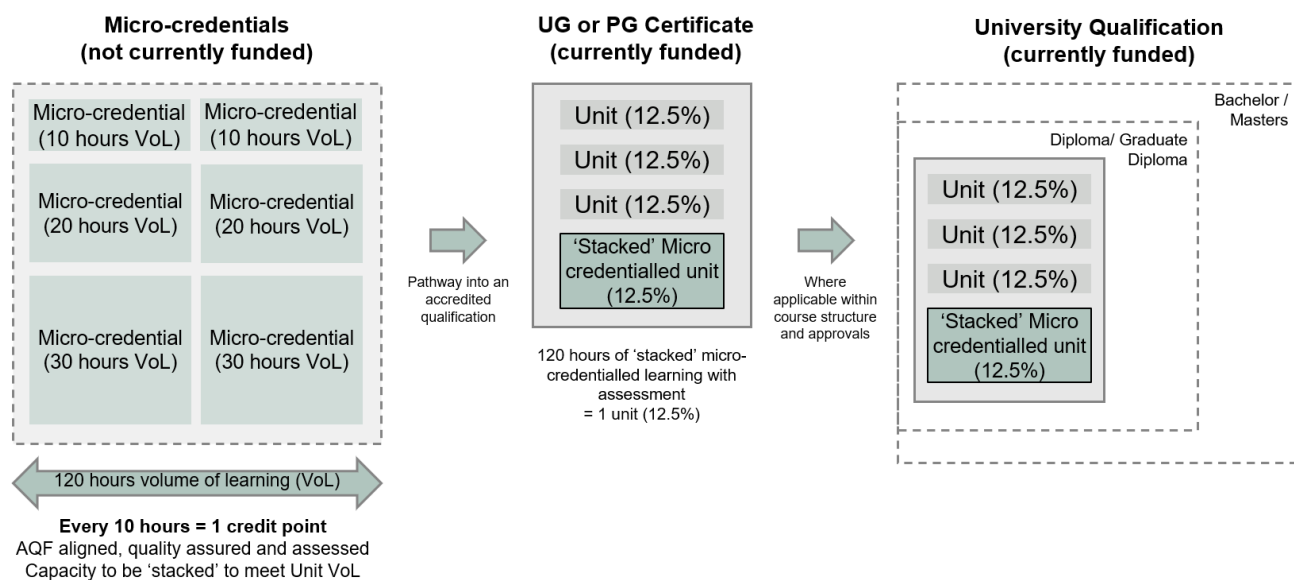 Micro-credentials
(not currently funded)
Micro-credential
(10 hours VoL)
Micro-credential
(10 hours VoL)
Micro-credential
(20 hours VoL)
Micro-credential
(20 hours VoL)
Micro-credential
(30 hours VoL)
Micro-credential
(30 hours VoL)
120 hours volume of learning (VoL)
Every 10 hours = 1 credit point
AQF aligned, quality assured and assessed
Capacity to be ‘stacked’ to meet Unit VoL
Pathway into an
accredited
qualification
UG or PG Certificate
(currently funded)
Unit (12.5%)
Unit (12.5%)
Unit (12.5%)
‘Stacked’ Micro
credentialled unit
(12.5%)
120 hours of ‘stacked’ micro-
credentialled learning with
assessment
= 1 unit (12.5%)
Where
applicable within
course structure
and approvals
University Qualification
(currently funded)
Bachelor /
Masters
Diploma/ Graduate
Diploma
Unit (12.5%)
Unit (12.5%)
Unit (12.5%)
‘Stacked’ Micro
credentialled unit
(12.5%)